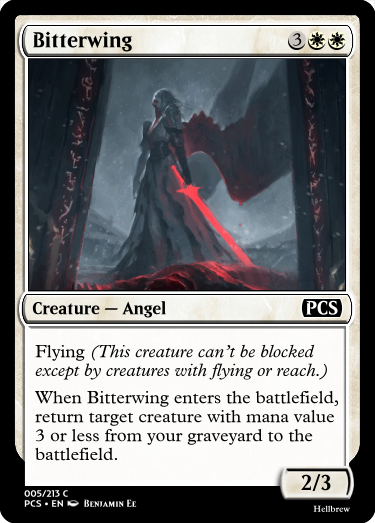 Bitterwing 3
Creature — Angel PCS
Flying (This creature can't be blocked
except by creatures with flying or reach.)
When Bitterwing enters the battlefield,
return target creature with mana value
3 or less from your graveyard to the
battlefield.
2/3
005/213 C
PCS • EN Benjamin Ee
Hellbrew